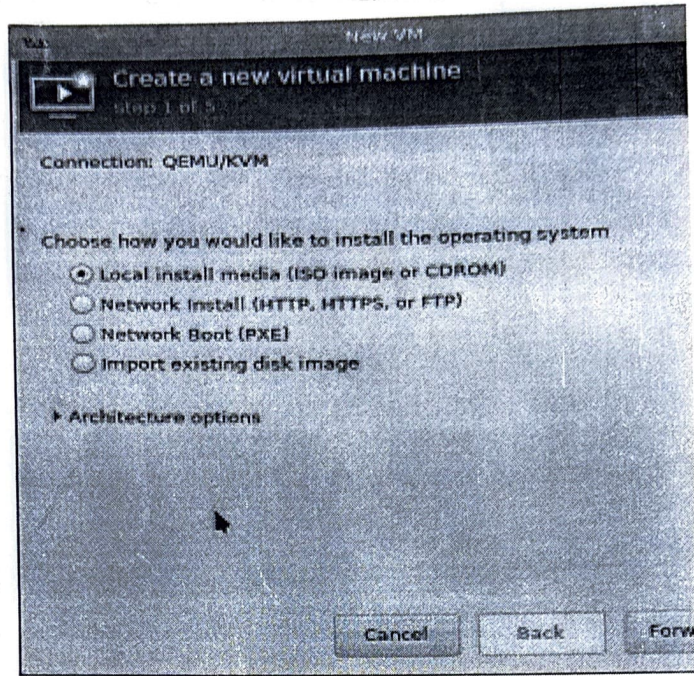 New VM
Create a new virtual machine
Step 1 of 5
Connection: QEMU/KVM
Choose how you would like to install the operating system
Local install media (ISO image or CDROM)
Network Install (HTTP, HTTPS, or FTP)
Network Boot (PXE)
Import existing disk image
Architecture options
Cancel
Back
Forw